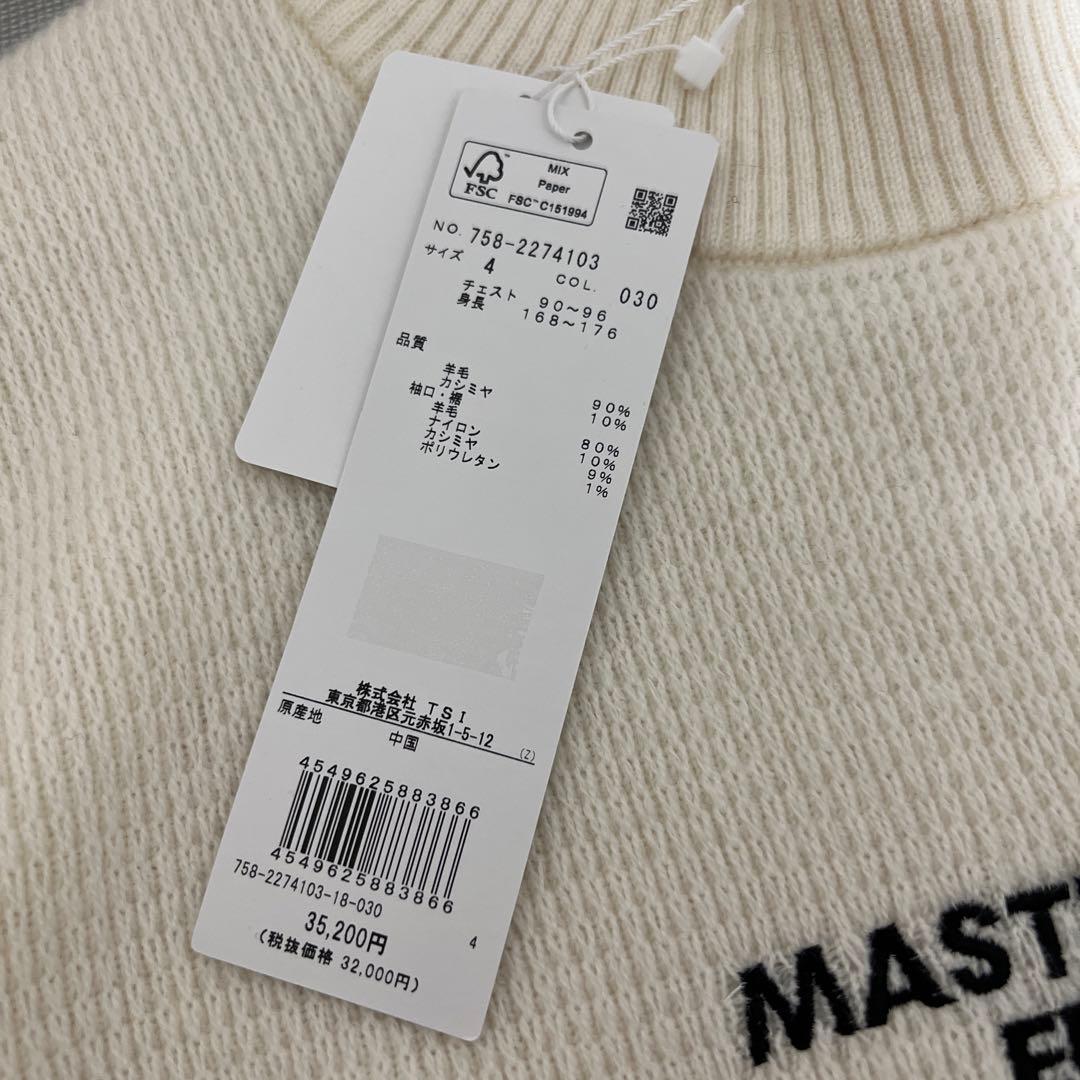 MIX
Paper
FSC™ C151994
FSC
NO. 758-2274103
サイズ 4 COL. 030
チェスト 90～96
身長 168～176
品質
羊毛 90%
カシミヤ 10%
袖口・裾
羊毛 80%
ナイロン 10%
カシミヤ 9%
ポリウレタン 1%
株式会社 TSI
東京都港区元赤坂1-5-12
(Z)
原産地 中国
4549625883866
4549625883866
758-2274103-18-030
35,200円 4
(税抜価格 32,000円)